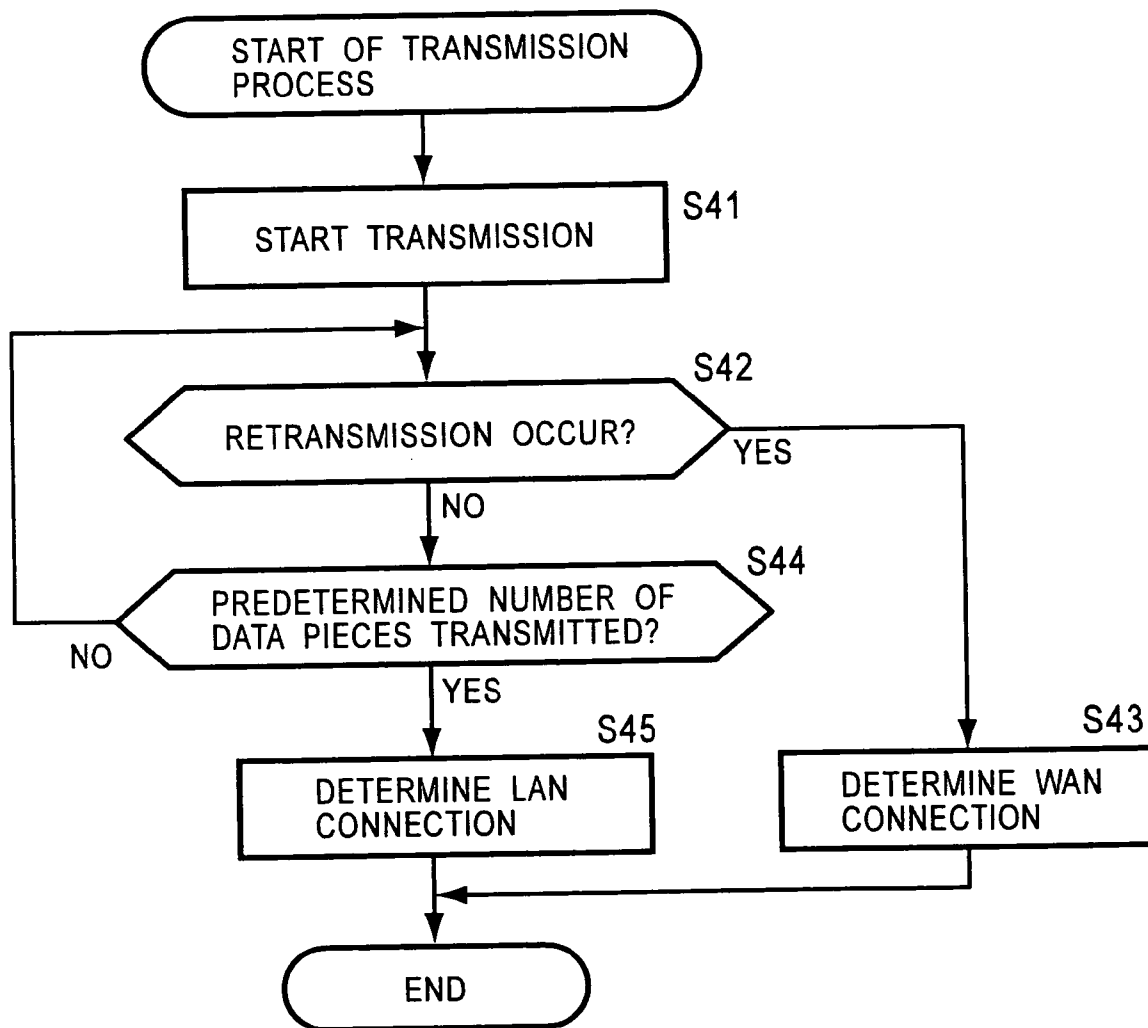 START OF TRANSMISSION
PROCESS
S41
START TRANSMISSION
S42
RETRANSMISSION OCCUR?
YES
NO
S44
PREDETERMINED NUMBER OF
DATA PIECES TRANSMITTED?
NO
YES
S45
S43
DETERMINE LAN
CONNECTION
DETERMINE WAN
CONNECTION
END